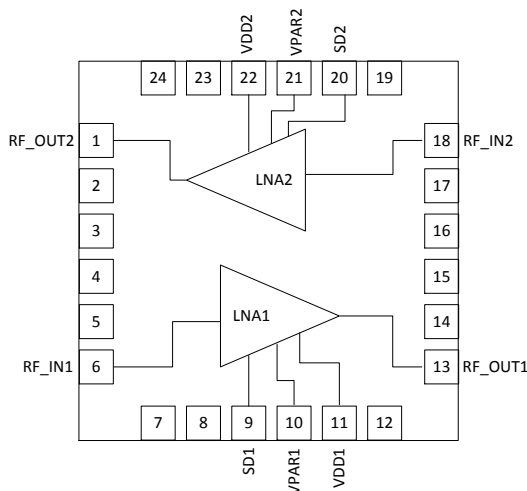 VDD2 VPAR2 SD2
24 23 22 21 20 19
RF_OUT2 1 18 RF_IN2
LNA2
2 17
3 16
4 15
5 LNA1 14
RF_IN1 6 13 RF_OUT1
7 8 9 10 11 12
SD1 VPAR1 VDD1